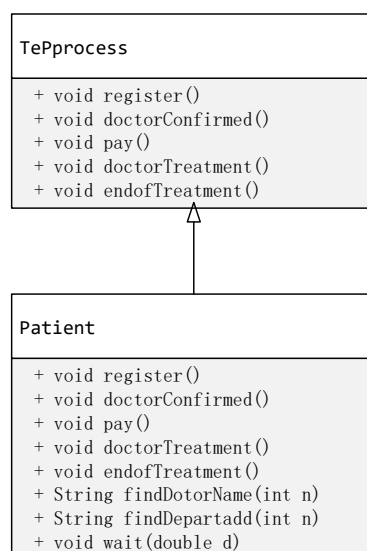 TePprocess
+ void register()
+ void doctorConfirmed()
+ void pay()
+ void doctorTreatment()
+ void endofTreatment()
Patient
+ void register()
+ void doctorConfirmed()
+ void pay()
+ void doctorTreatment()
+ void endofTreatment()
+ String findDotorName(int n)
+ String findDepartadd(int n)
+ void wait(double d)